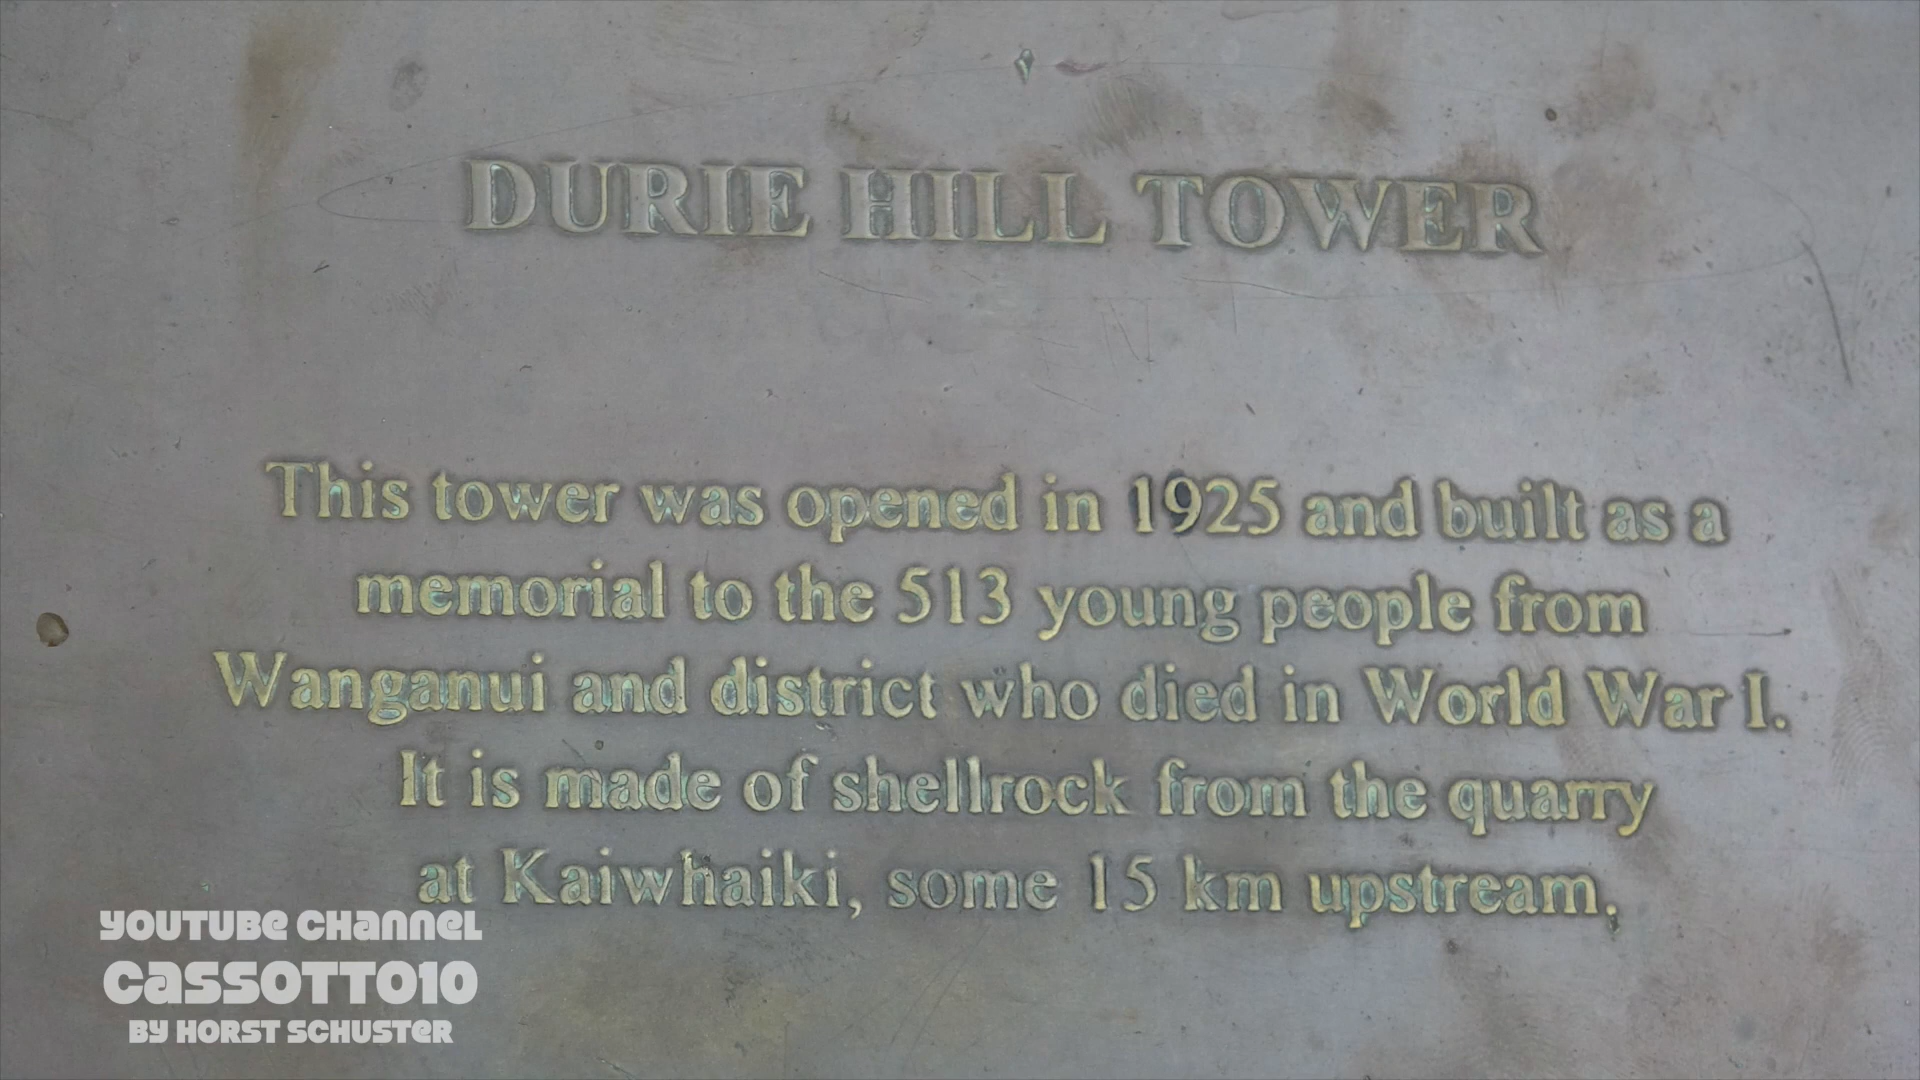 DURIE HILL TOWER
This tower was opened in 1925 and built as a
memorial to the 513 young people from
Wanganui and district who died in World War I.
It is made of shellrock from the quarry
at Kaiwhaiki, some 15 km upstream,
YOUTUBE CHANNEL
CASSOTTO10
BY HORST SCHUSTER